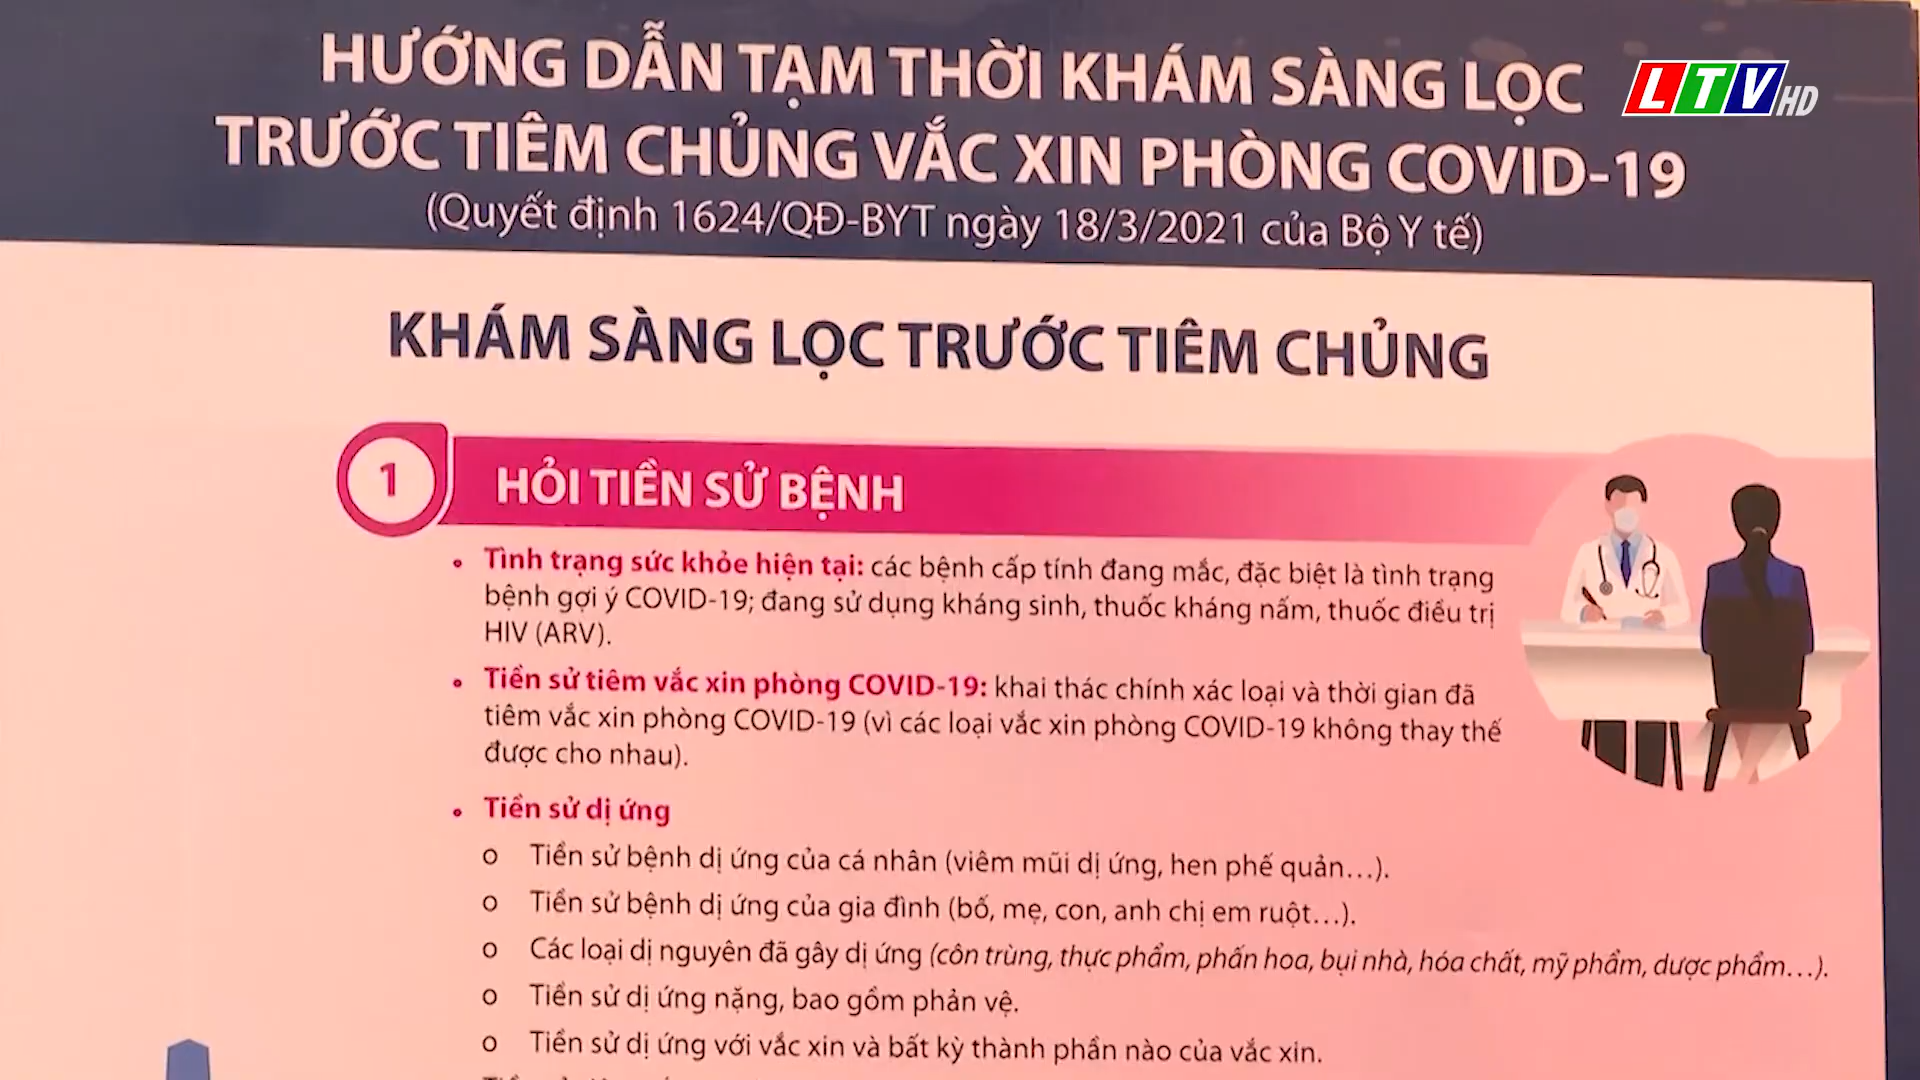 HƯỚNG DẪN TẠM THỜI KHÁM SÀNG LỌC
LTV HD
TRƯỚC TIÊM CHỦNG VẮC XIN PHÒNG COVID-19
(Quyết định 1624/QĐ-BYT ngày 18/3/2021 của Bộ Y tế)
KHÁM SÀNG LỌC TRƯỚC TIÊM CHỦNG
1 HỎI TIỀN SỬ BỆNH
• Tình trạng sức khỏe hiện tại: các bệnh cấp tính đang mắc, đặc biệt là tình trạng
bệnh gợi ý COVID-19; đang sử dụng kháng sinh, thuốc kháng nấm, thuốc điều trị
HIV (ARV).
• Tiền sử tiêm vắc xin phòng COVID-19: khai thác chính xác loại và thời gian đã
tiêm vắc xin phòng COVID-19 (vì các loại vắc xin phòng COVID-19 không thay thế
được cho nhau).
• Tiền sử dị ứng
o Tiền sử bệnh dị ứng của cá nhân (viêm mũi dị ứng, hen phế quản…).
o Tiền sử bệnh dị ứng của gia đình (bố, mẹ, con, anh chị em ruột…).
o Các loại dị nguyên đã gây dị ứng (côn trùng, thực phẩm, phấn hoa, bụi nhà, hóa chất, mỹ phẩm, dược phẩm…).
o Tiền sử dị ứng nặng, bao gồm phản vệ.
o Tiền sử dị ứng với vắc xin và bất kỳ thành phần nào của vắc xin.